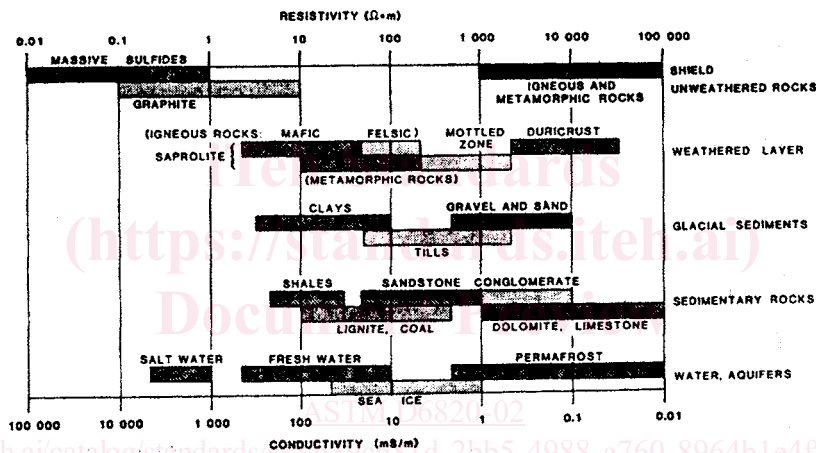 RESISTIVITY (Ω•m)
0.01 0.1 1 10 100 1 000 10 000 100 000
MASSIVE SULFIDES
SHIELD
GRAPHITE
IGNEOUS AND
METAMORPHIC ROCKS
UNWEATHERED ROCKS
(IGNEOUS ROCKS: MAFIC FELSIC) MOTTLED
ZONE DURICRUST
SAPROLITE
WEATHERED LAYER
(METAMORPHIC ROCKS)
iTeh Standards
CLAYS GRAVEL AND SAND
GLACIAL SEDIMENTS
(https://standards.iteh.ai)
TILLS
SHALES SANDSTONE CONGLOMERATE
SEDIMENTARY ROCKS
Document Preview
LIGNITE, COAL DOLOMITE, LIMESTONE
SALT WATER FRESH WATER PERMAFROST
WATER, AQUIFERS
SEA ICE
100 000 10 000 1 000 100 10 1 0.1 0.01
ASTM D6820-02
CONDUCTIVITY (mS/m)